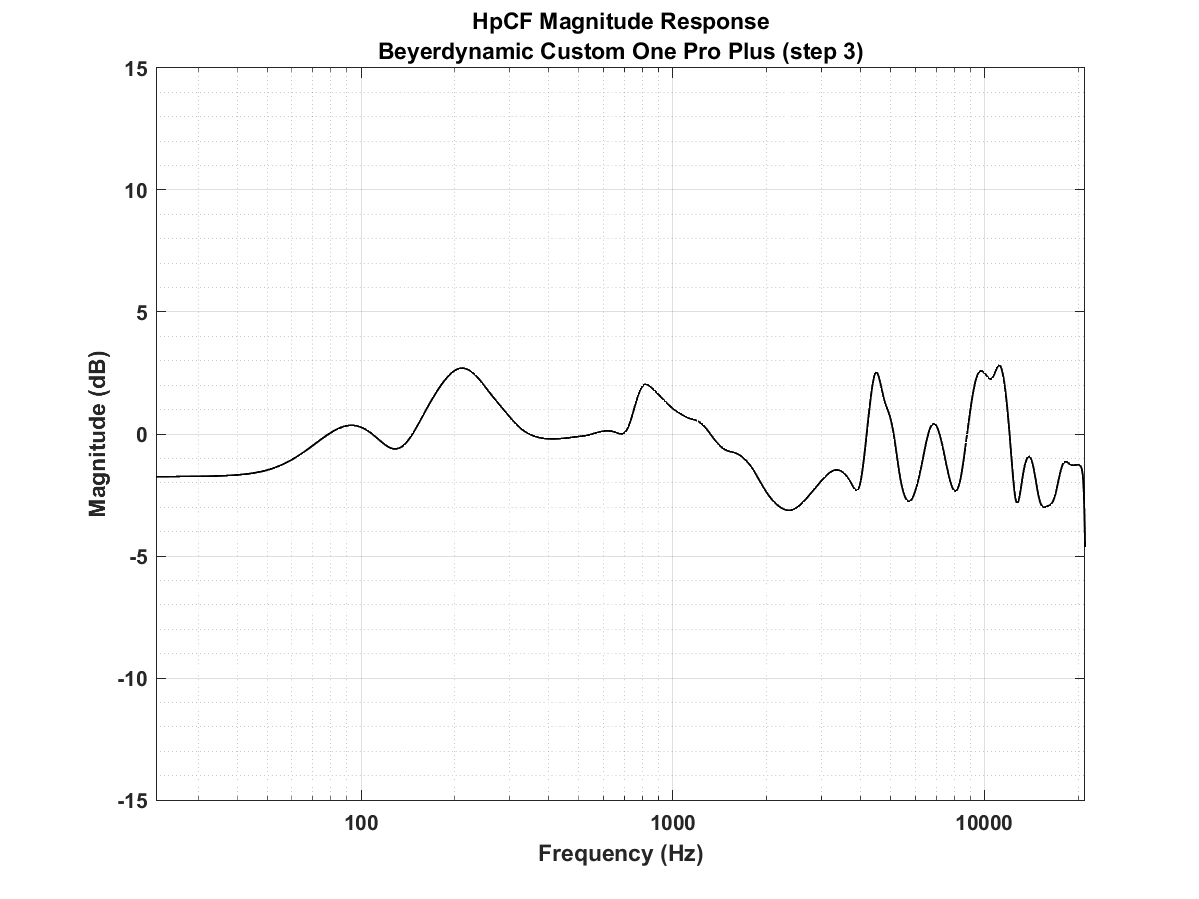 HpCF Magnitude Response
Beyerdynamic Custom One Pro Plus (step 3)
15
10
5
0
-5
-10
-15
Magnitude (dB)
100
1000
10000
Frequency (Hz)